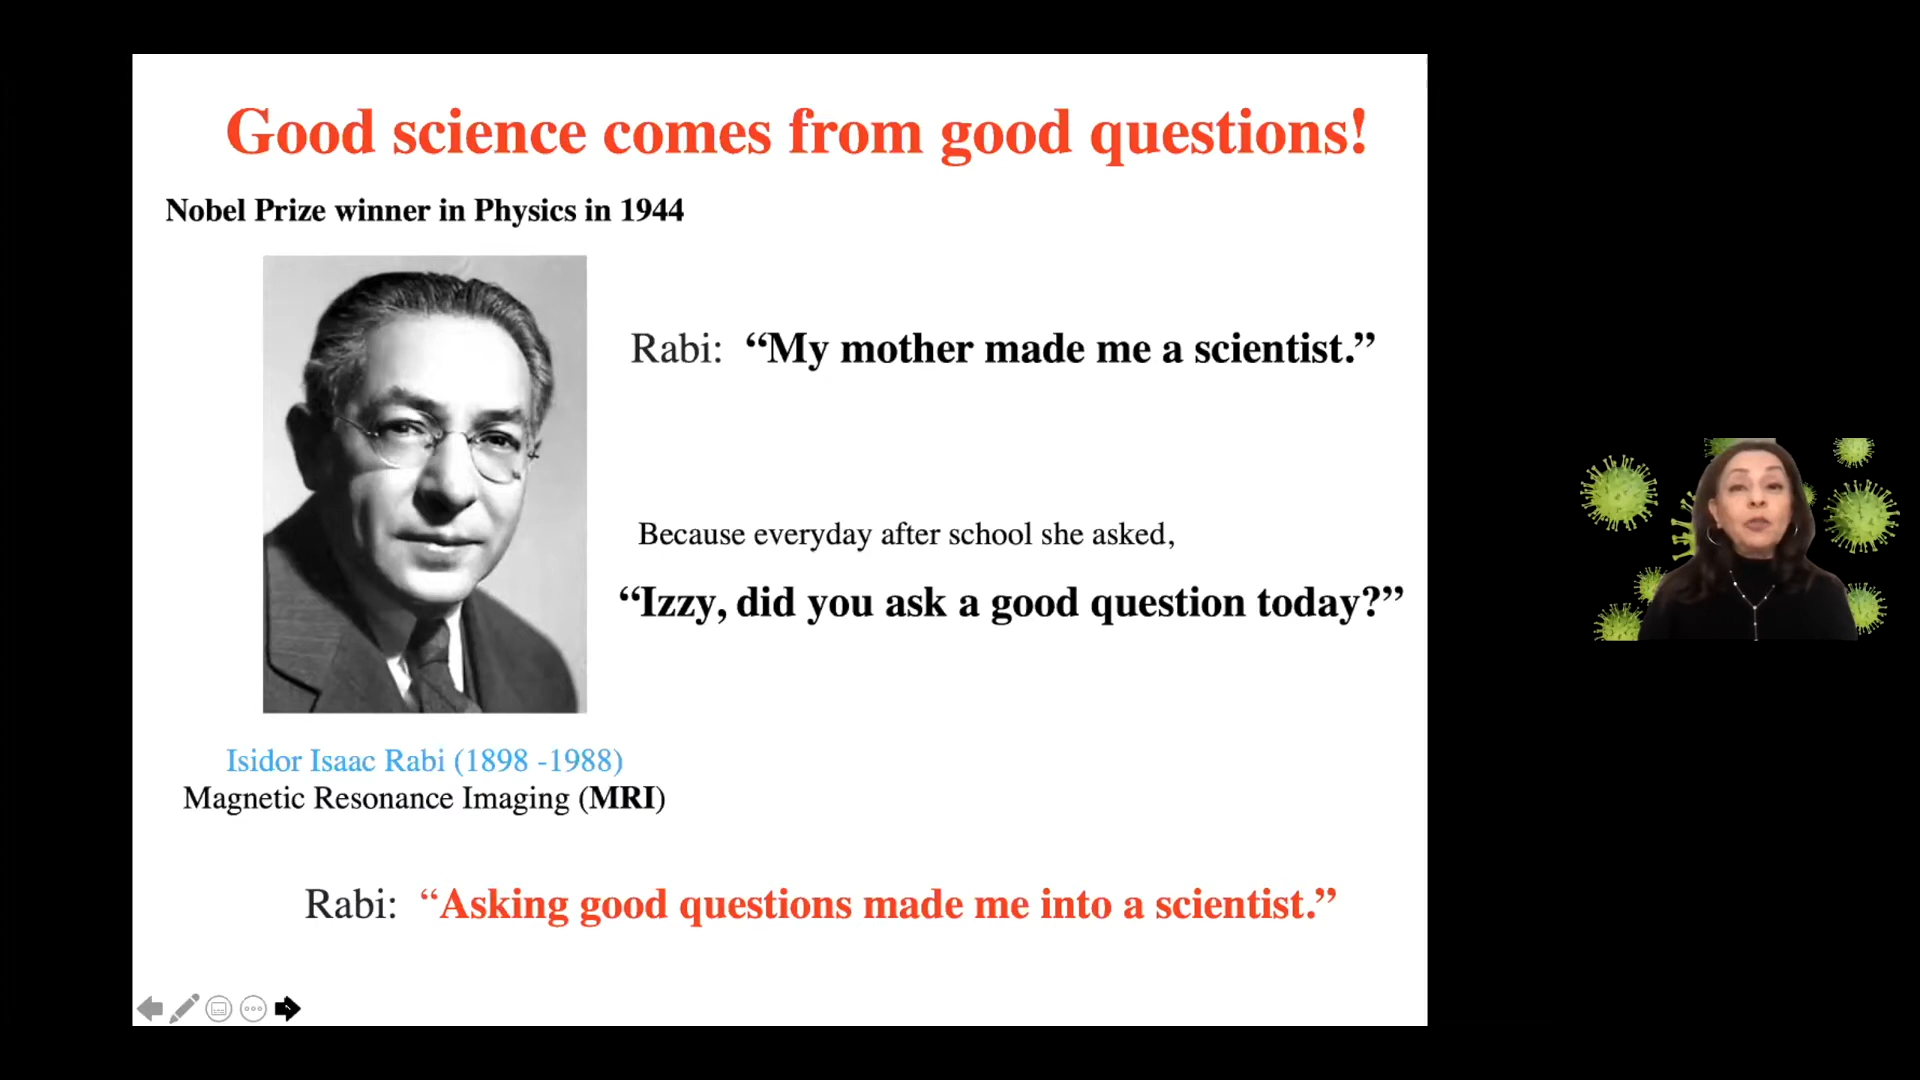 Good science comes from good questions!
Nobel Prize winner in Physics in 1944
Rabi: “My mother made me a scientist.”
Because everyday after school she asked,
“Izzy, did you ask a good question today?”
Isidor Isaac Rabi (1898 -1988)
Magnetic Resonance Imaging (MRI)
Rabi: “Asking good questions made me into a scientist.”